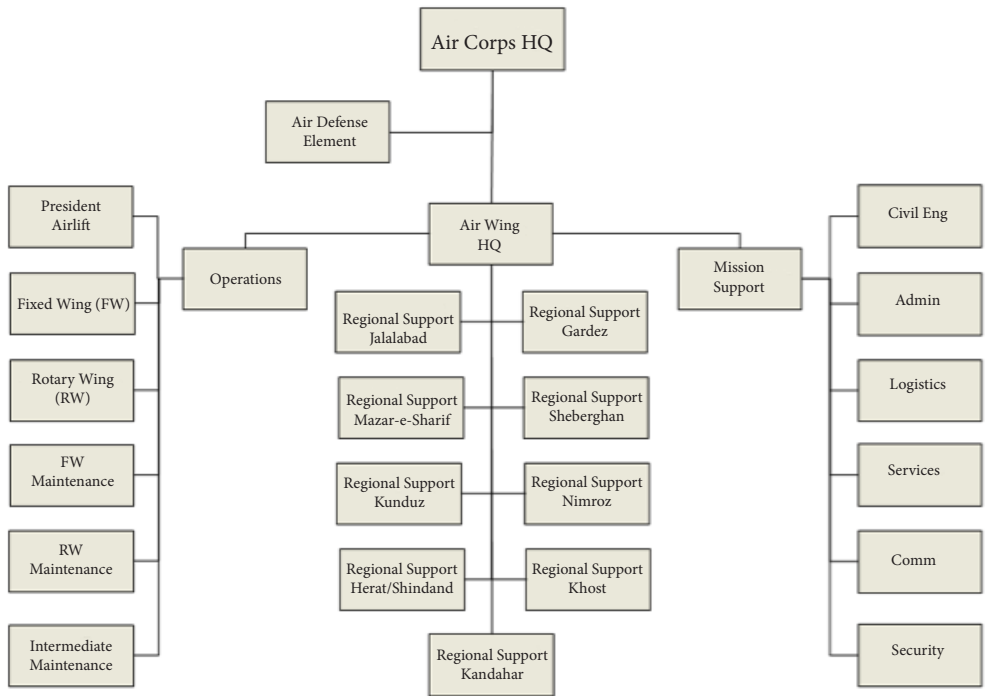 Air Corps HQ
Air Defense
Element
Air Wing
HQ
Operations
President
Airlift
Fixed Wing (FW)
Rotary Wing
(RW)
FW
Maintenance
RW
Maintenance
Intermediate
Maintenance
Regional Support
Jalalabad
Regional Support
Gardez
Regional Support
Mazar-e-Sharif
Regional Support
Sheberghan
Regional Support
Kunduz
Regional Support
Nimroz
Regional Support
Herat/Shindand
Regional Support
Khost
Regional Support
Kandahar
Mission
Support
Civil Eng
Admin
Logistics
Services
Comm
Security